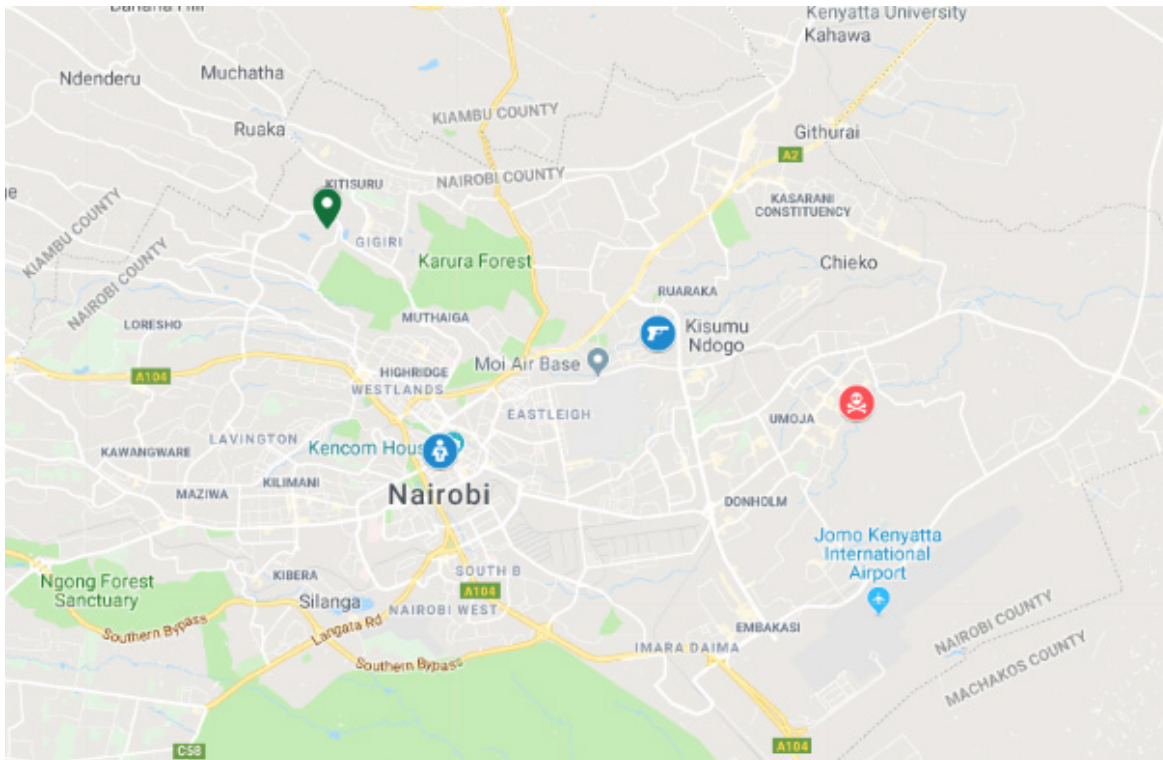 Kenyatta University
Kahawa
Ndenderu
Muchatha
KIAMBU COUNTY
Ruaka
Githurai
A2
NAIROBI COUNTY
KITISURU
KASARANI
CONSTITUENCY
KIAMBU COUNTY
GIGIRI
Karura Forest
Chieko
NAIROBI COUNTY
RUARAKA
LORESHO
MUTHAIGA
Kisumu
Ndogo
Moi Air Base
A104
HIGHRIDGE
WESTLANDS
EASTLEIGH
UMOJA
LAVINGTON
Kencom Hous
KAWANGWARE
KILIMANI
MAZIWA
Nairobi
DONHOLM
Jomo Kenyatta
International
Airport
KIBERA
SOUTH B
Ngong Forest
Sanctuary
A104
Silanga
NAIROBI WEST
Southern Bypass
Langata Rd
EMBAKASI
NAIROBI COUNTY
IMARA DAIMA
Southern Bypass
MACHAKOS COUNTY
C58
A104